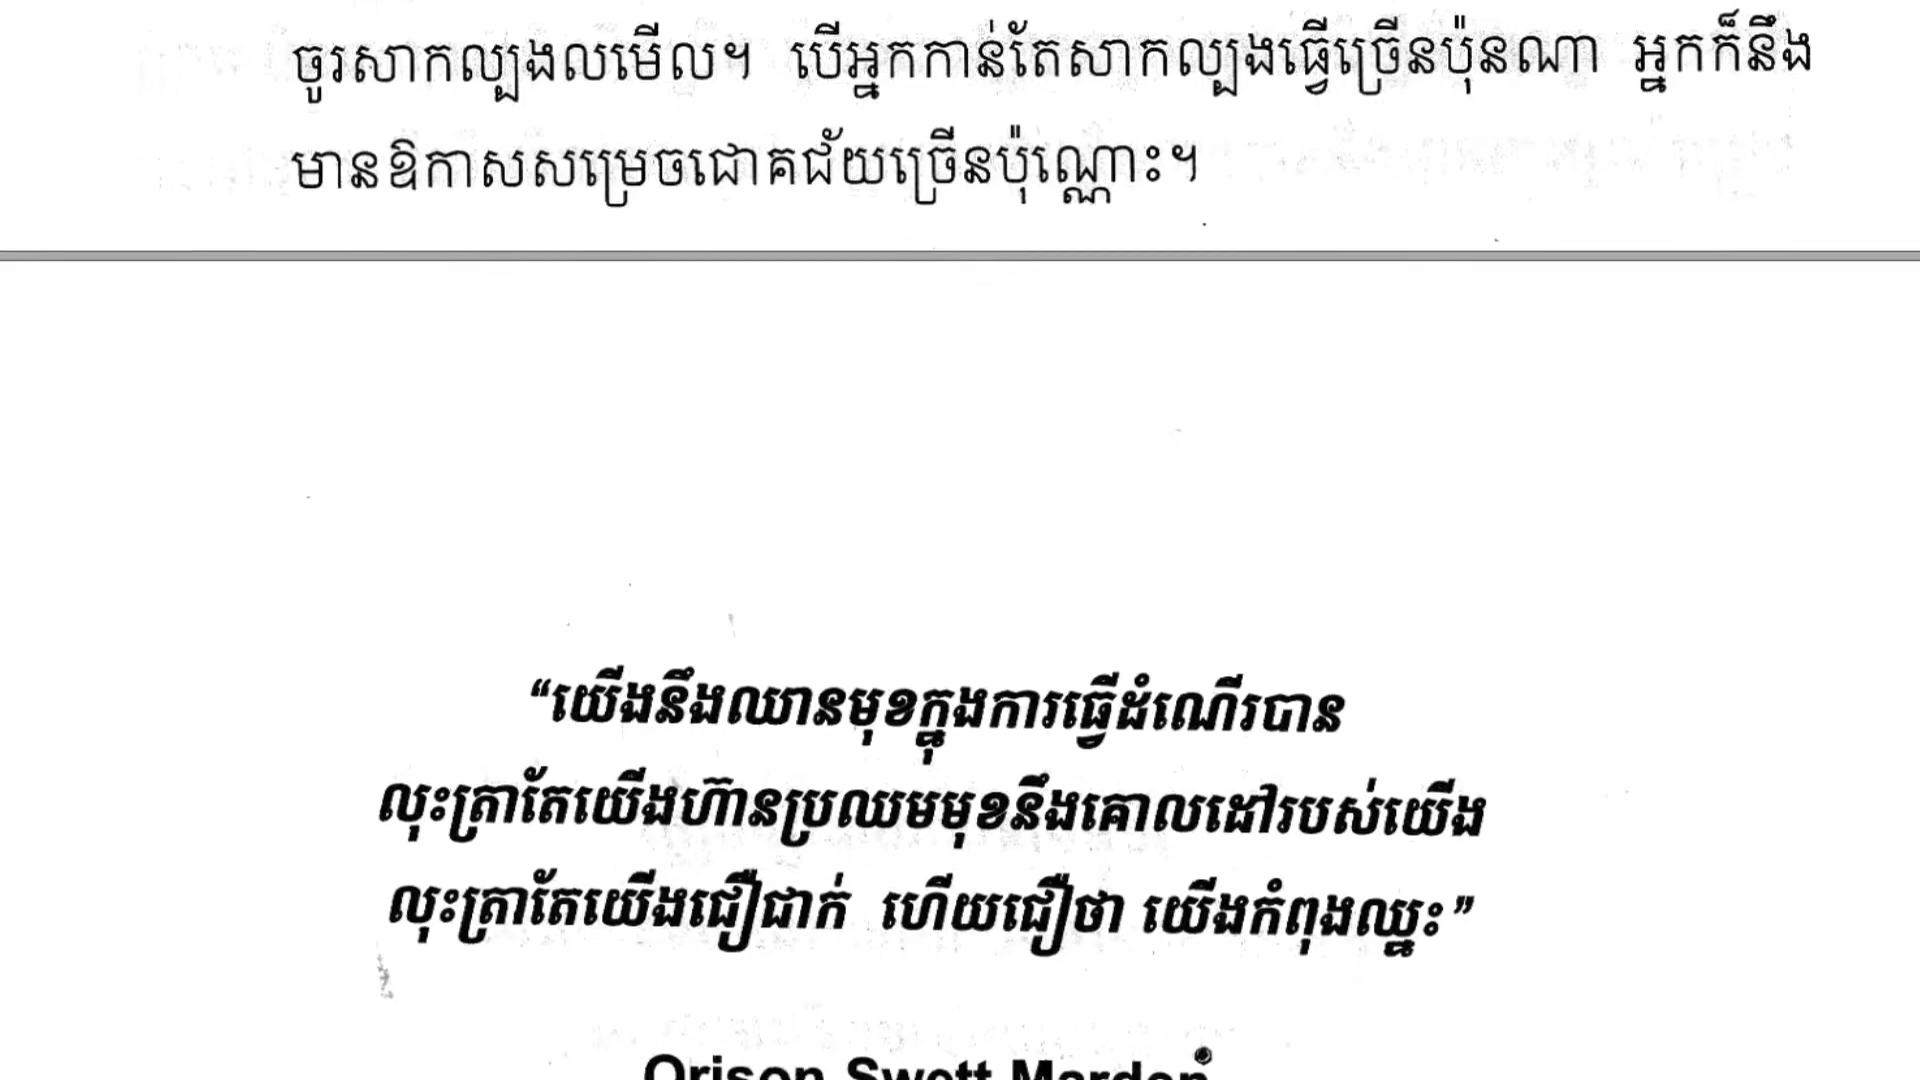 ចូរសាកល្បងលមើល។ បើអ្នកកាន់តែសាកល្បងធ្វើច្រើនប៉ុនណា អ្នកក៏នឹង
មានឱកាសសម្រេចជោគជ័យច្រើនប៉ុណ្ណោះ។
“យើងនឹងឈានមុខក្នុងការធ្វើដំណើរបាន
លុះត្រាតែយើងហ៊ានប្រឈមមុខនឹងគោលដៅរបស់យើង
លុះត្រាតែយើងជឿជាក់ ហើយជឿថា យើងកំពុងឈ្នះ”
Orison Swett Marden